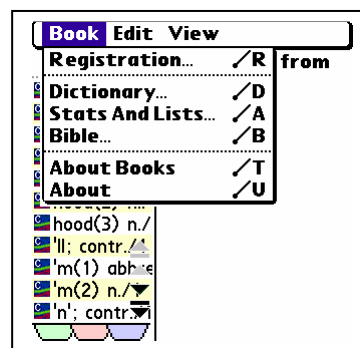 Book Edit View
Registration... ⁄R from
Dictionary... ⁄D
Stats And Lists... ⁄A
Bible... ⁄B
About Books ⁄T
About ⁄U
hood(3) n./
'll; contr./
'm(1)
'm(2) n./
'n'; contr.